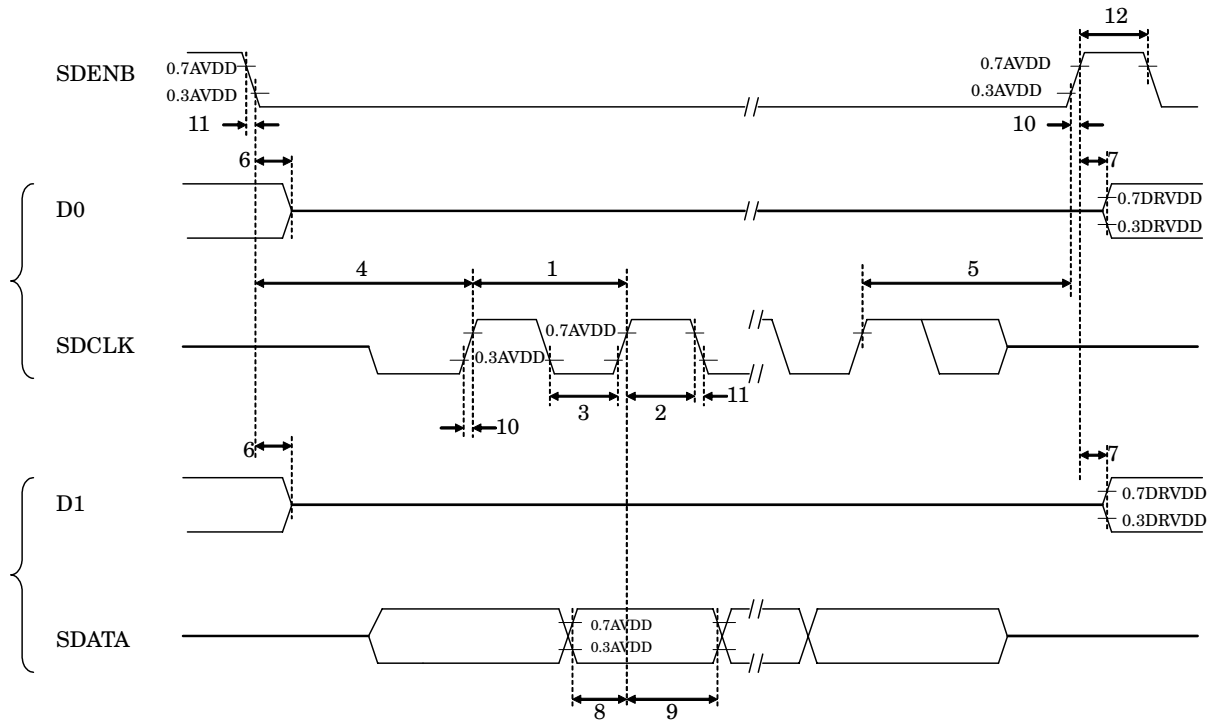 12
SDENB
0.7AVDD
0.3AVDD
0.7AVDD
0.3AVDD
11
10
6
7
D0
0.7DRVDD
0.3DRVDD
4
1
5
SDCLK
0.7AVDD
0.3AVDD
3
2
11
10
6
7
D1
0.7DRVDD
0.3DRVDD
SDATA
0.7AVDD
0.3AVDD
8
9